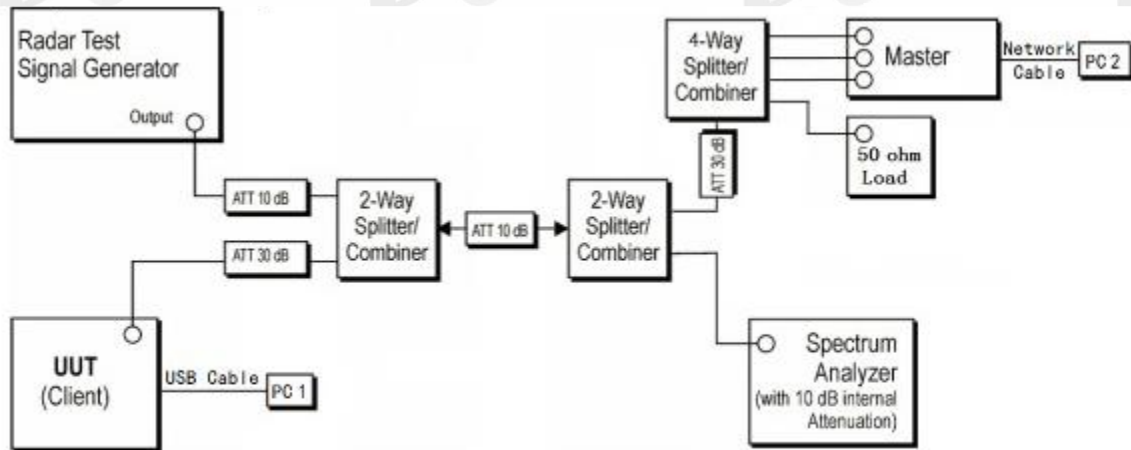 Radar Test
Signal Generator
Output
ATT 10 dB
ATT 30 dB
2-Way
Splitter/
Combiner
ATT 10 dB
2-Way
Splitter/
Combiner
ATT 30 dB
4-Way
Splitter/
Combiner
Master
Network
Cable
PC 2
50 ohm
Load
UUT
(Client)
USB Cable
PC 1
Spectrum
Analyzer
(with 10 dB internal
Attenuation)